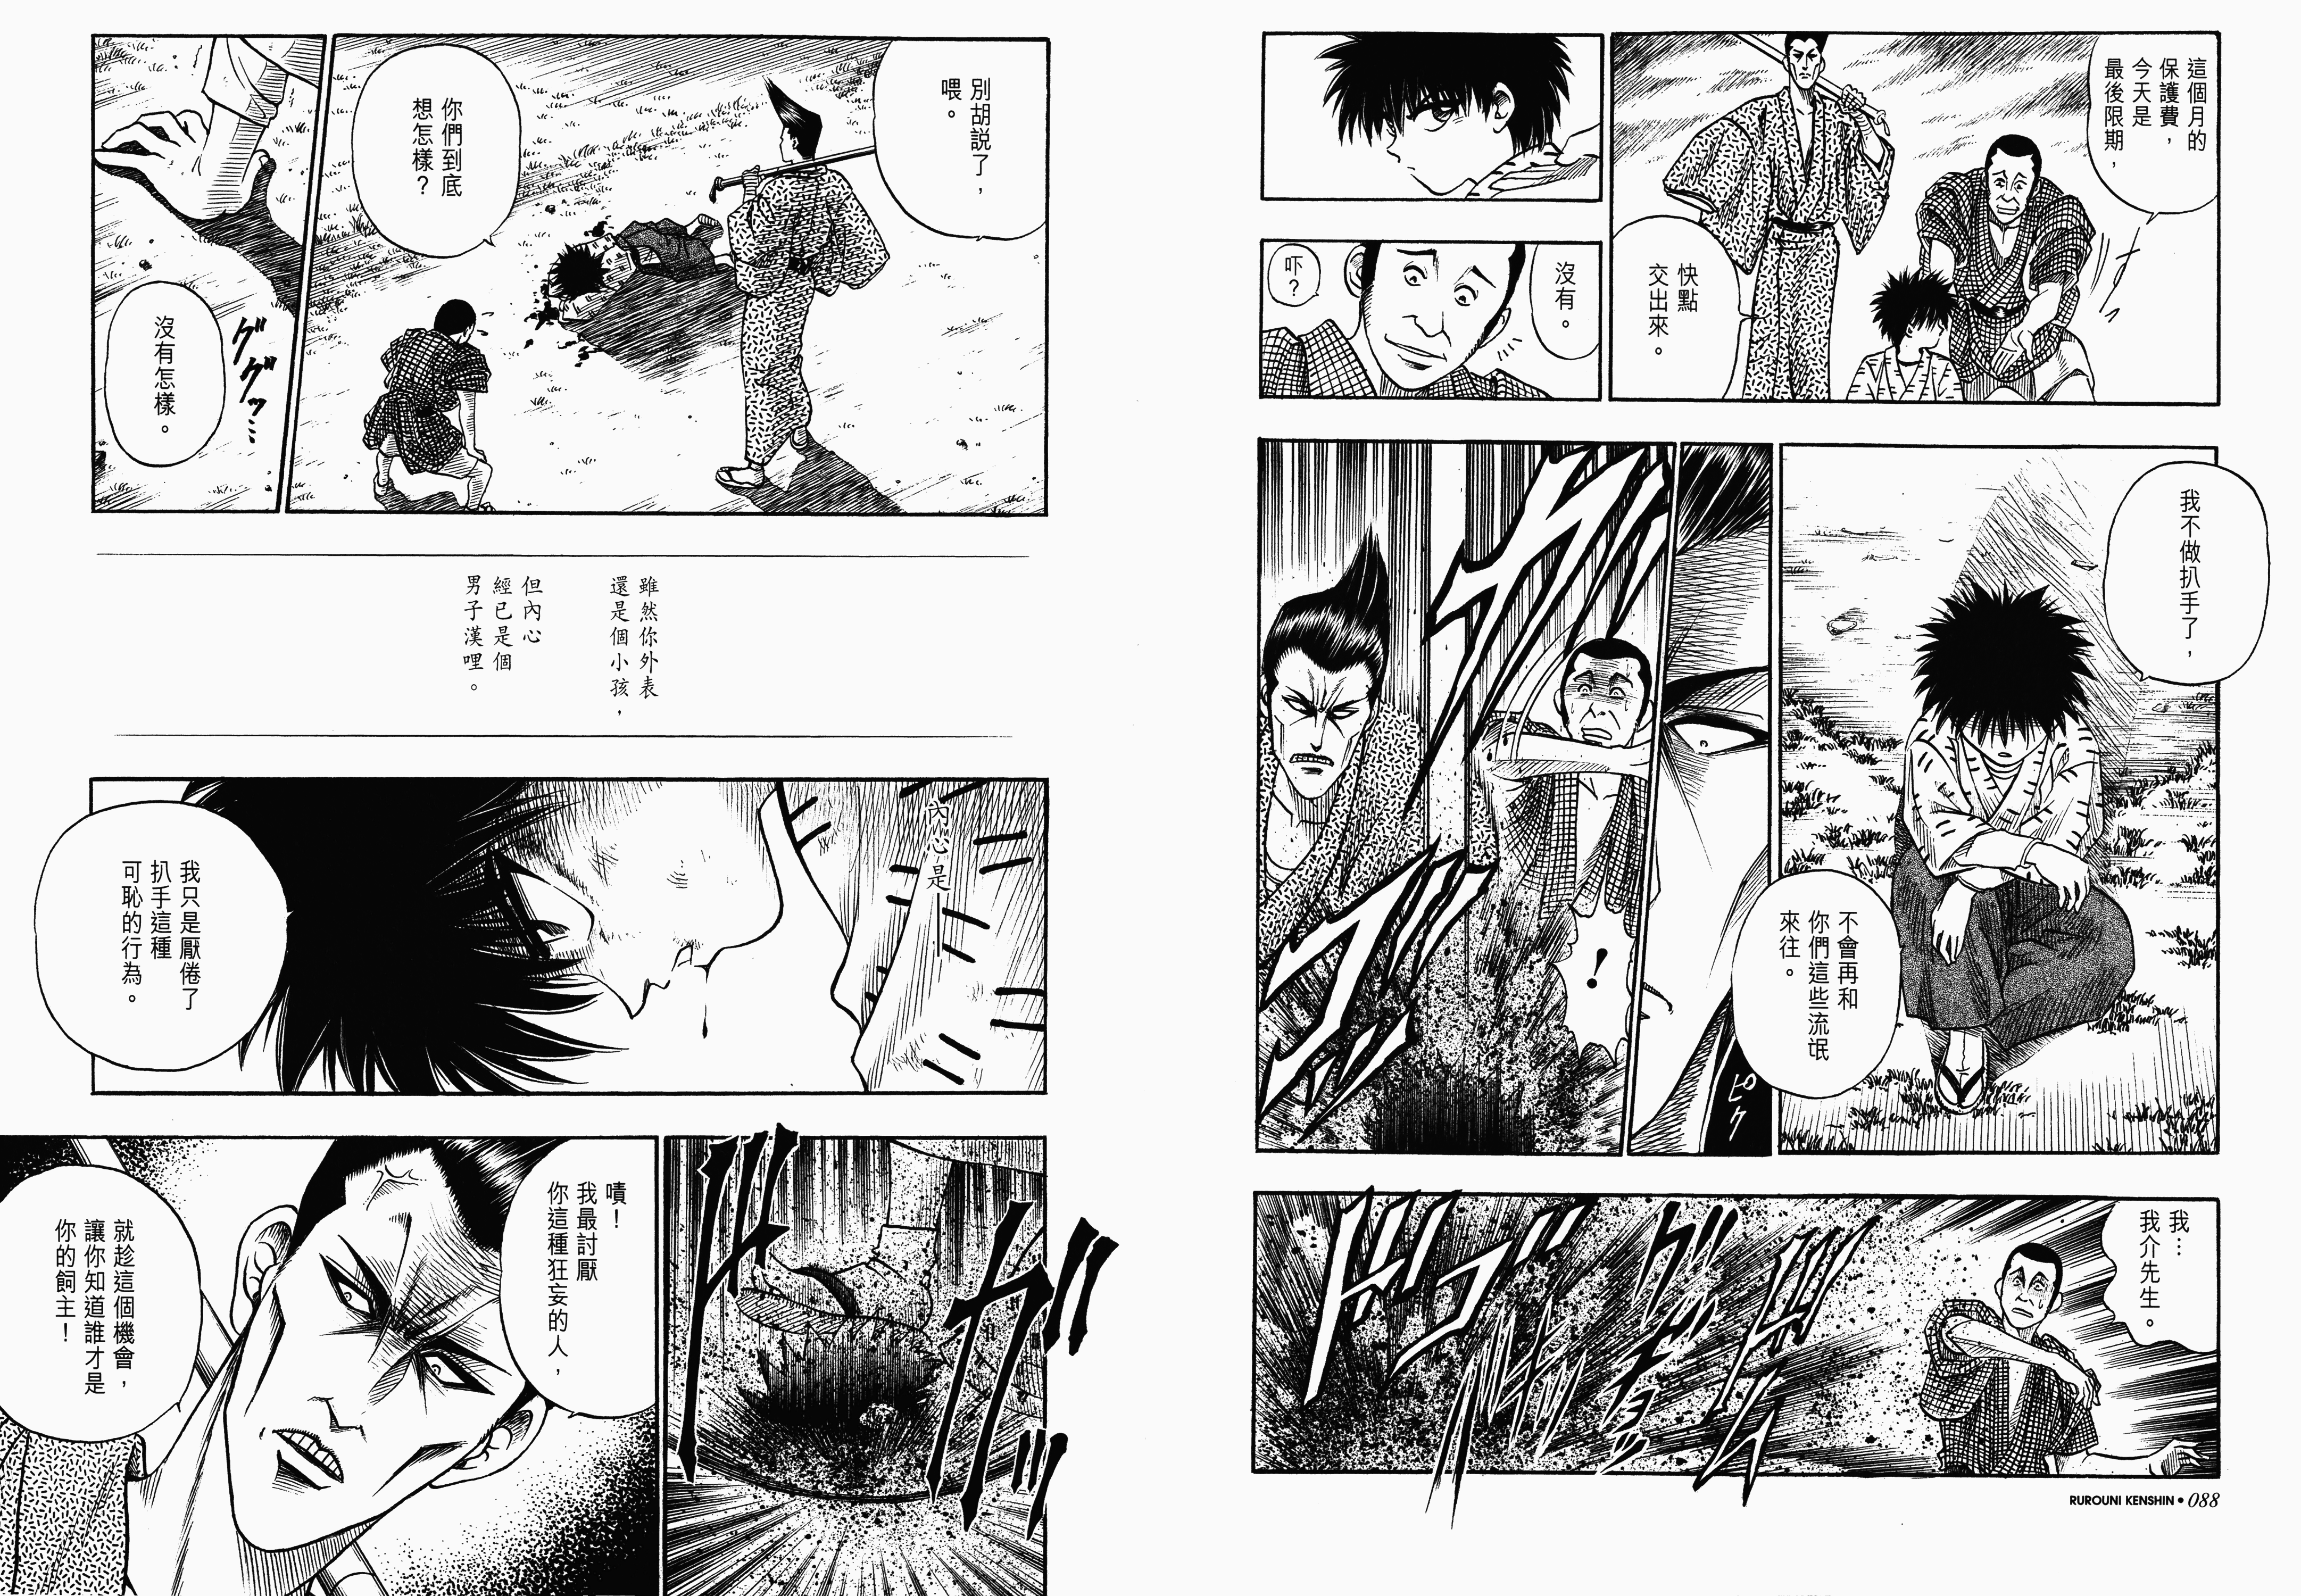 這個月的
保護費，
今天是
最後限期，
快點
交出來。
沒有。
吓？
我不做扒手了，
不會再和
你們這些流氓
來往。
ピク
！
我…
我介先生。
RUROUNI KENSHIN • 088
別胡說了，
喂。
你們到底
想怎樣？
グググッ…
沒有怎樣。
雖然你外表
還是個小孩，
但內心
經已是個
男子漢哩。
內心是
我只是厭倦了
扒手這種
可恥的行為。
嘖！
我最討厭
你這種狂妄的人，
就趁這個機會，
讓你知道誰才是
你的飼主！